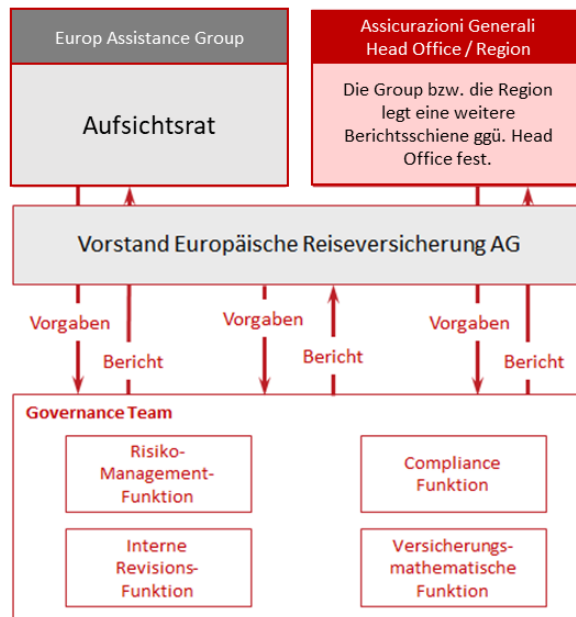 Europ Assistance Group
Aufsichtsrat
Assicurazioni Generali
Head Office / Region
Die Group bzw. die Region
legt eine weitere
Berichtsschiene ggü. Head
Office fest.
Vorstand Europäische Reiseversicherung AG
Vorgaben
Bericht
Vorgaben
Bericht
Vorgaben
Bericht
Governance Team
Risiko-
Management-
Funktion
Compliance
Funktion
Interne
Revisions-
Funktion
Versicherungs-
mathematische
Funktion